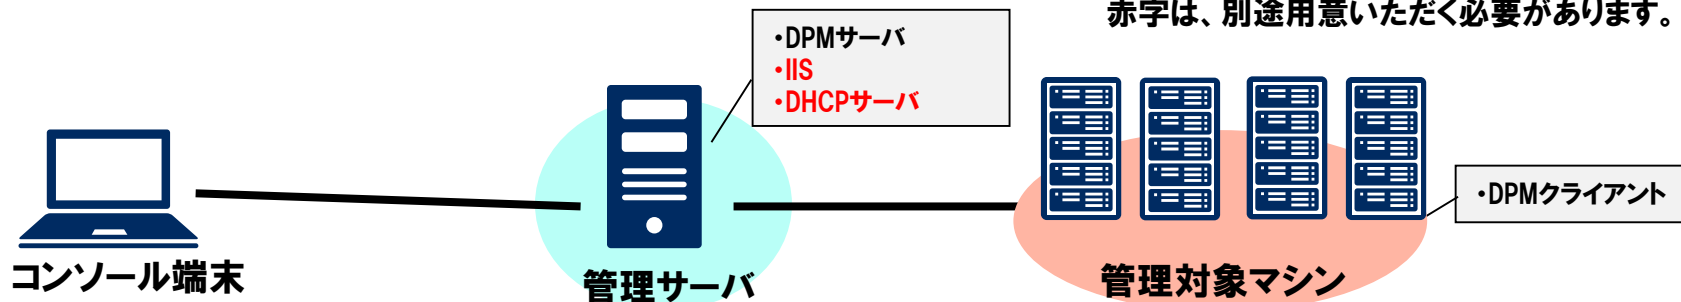 赤字は、別途用意いただく必要があります。
・DPMサーバ
・IIS
・DHCPサーバ
・DPMクライアント
コンソール端末
管理サーバ
管理対象マシン